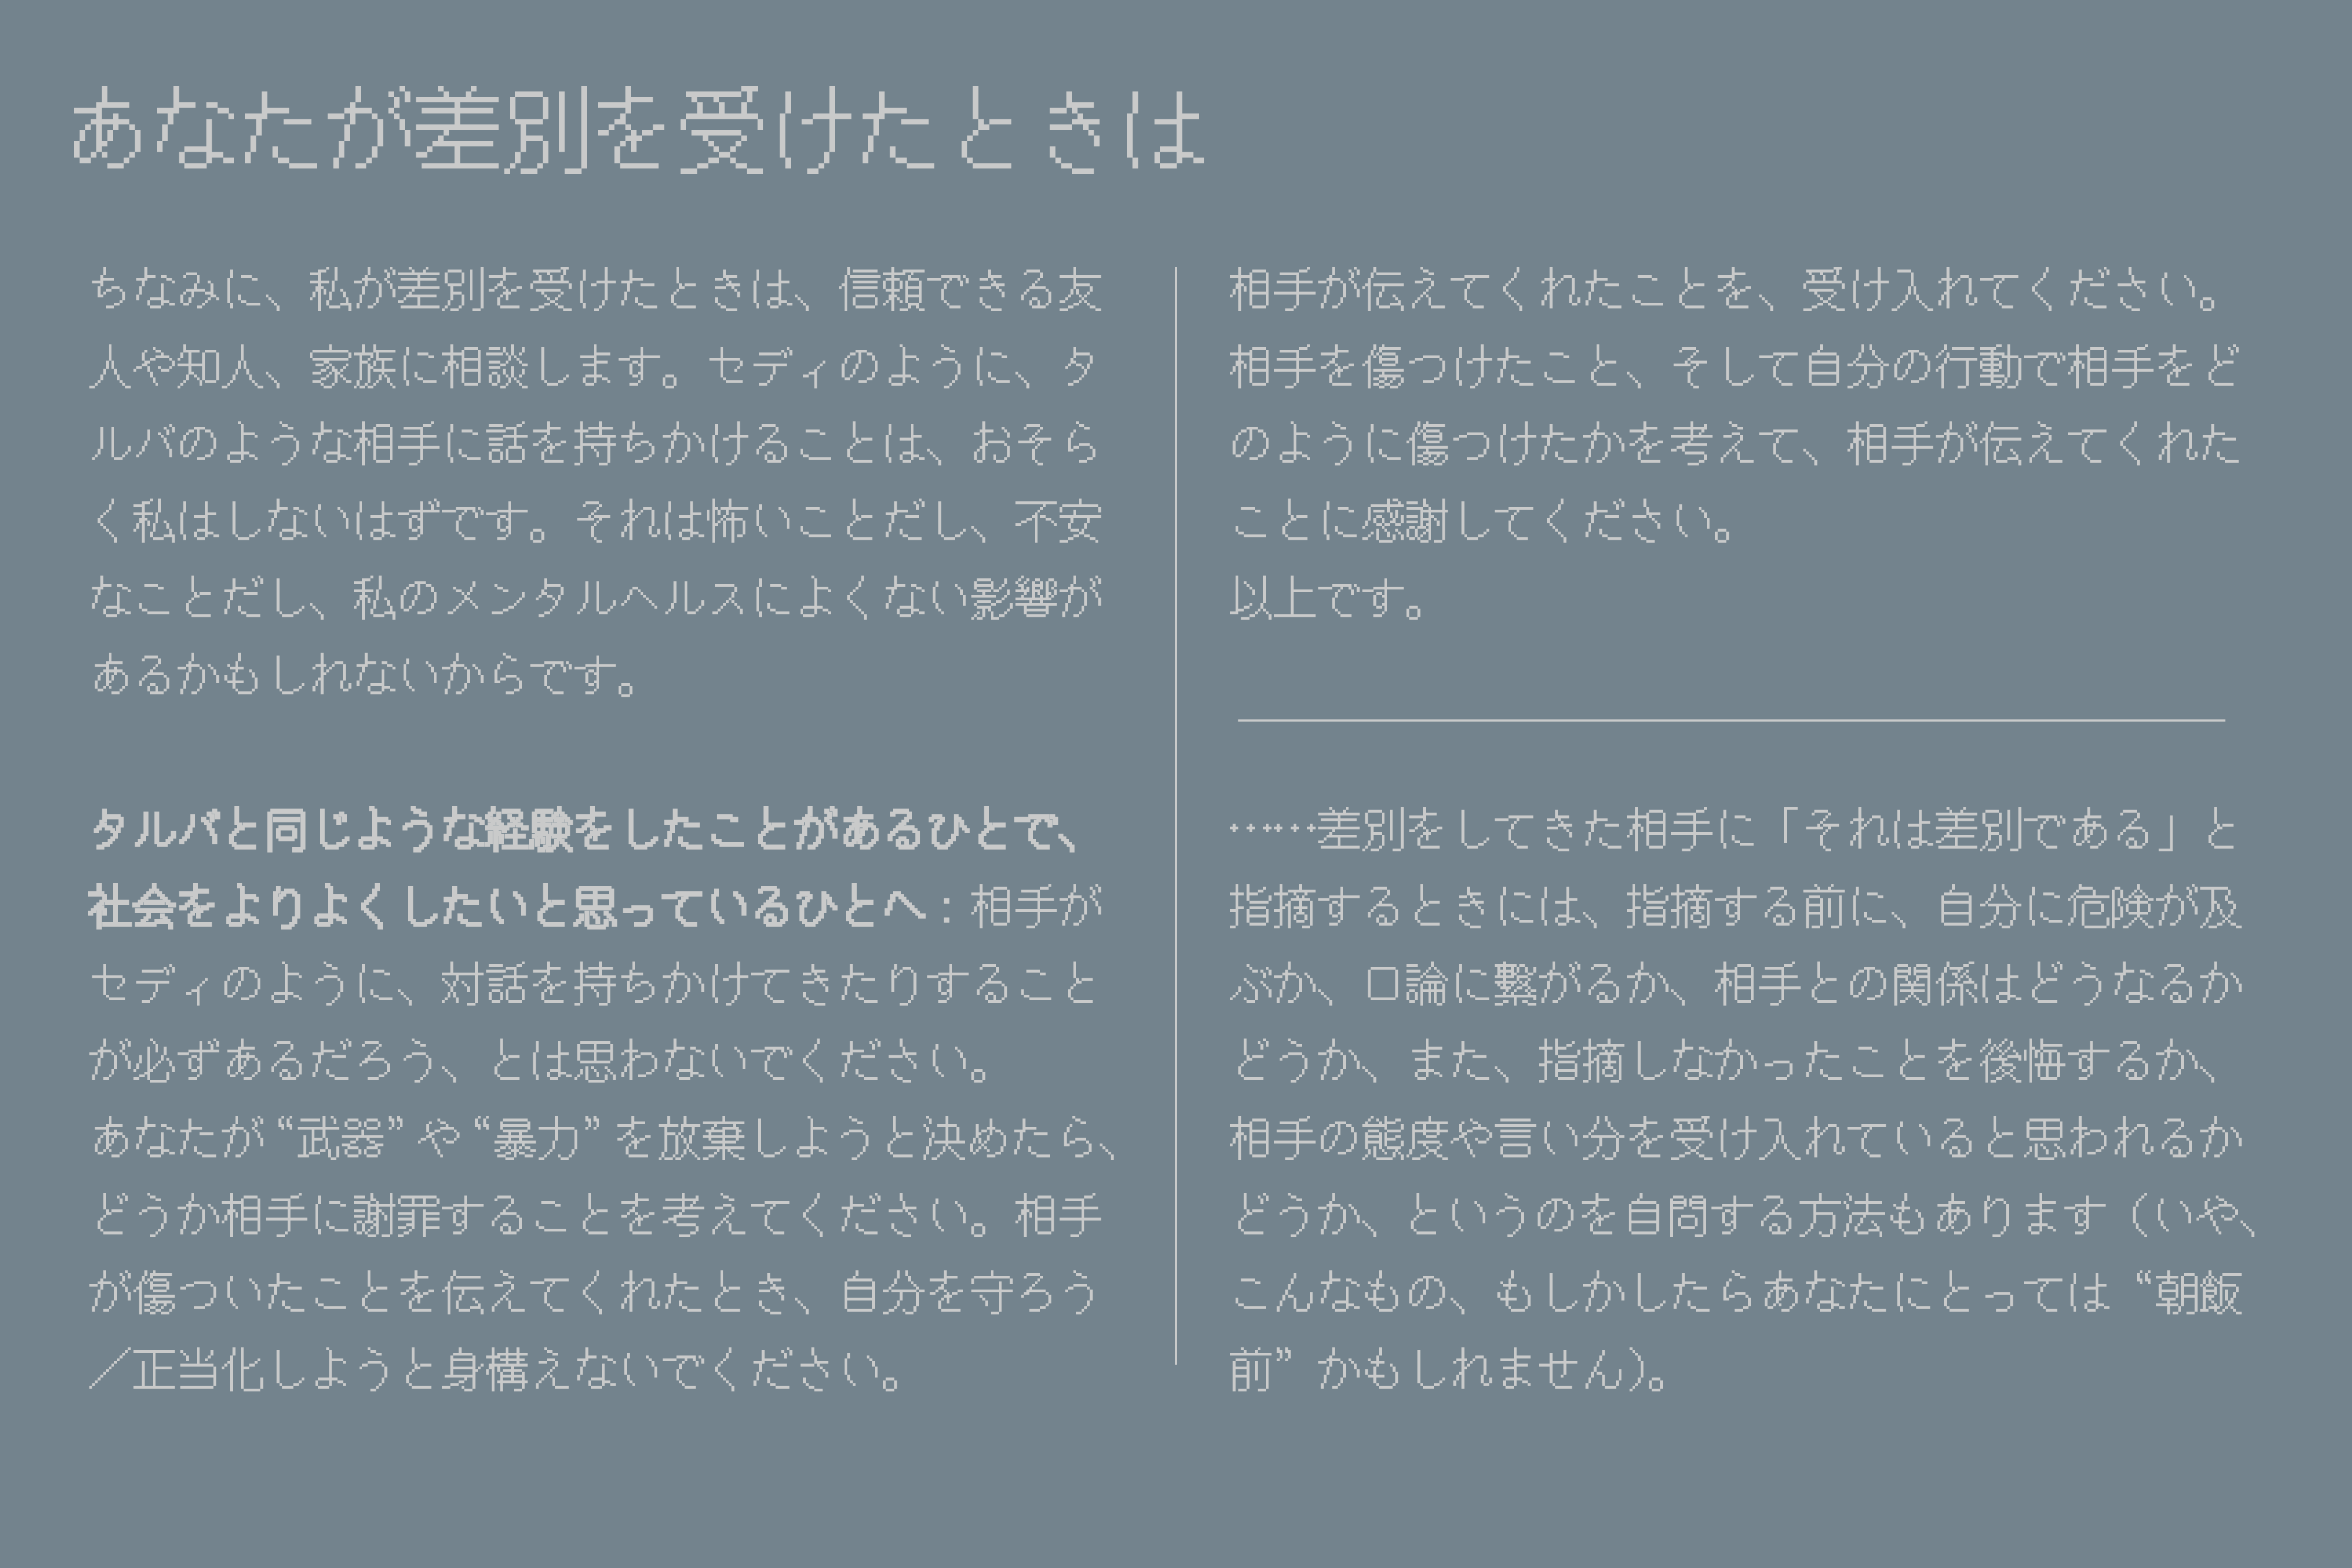 あなたが差別を受けたときは
ちなみに、私が差別を受けたときは、信頼できる友
人や知人、家族に相談します。セディのように、タ
ルバのような相手に話を持ちかけることは、おそら
く私はしないはずです。それは怖いことだし、不安
なことだし、私のメンタルヘルスによくない影響が
あるかもしれないからです。
タルバと同じような経験をしたことがあるひとで、
社会をよりよくしたいと思っているひとへ：相手が
セディのように、対話を持ちかけてきたりすること
が必ずあるだろう、とは思わないでください。
あなたが“武器”や“暴力”を放棄しようと決めたら、
どうか相手に謝罪することを考えてください。相手
が傷ついたことを伝えてくれたとき、自分を守ろう
／正当化しようと身構えないでください。
相手が伝えてくれたことを、受け入れてください。
相手を傷つけたこと、そして自分の行動で相手をど
のように傷つけたかを考えて、相手が伝えてくれた
ことに感謝してください。
以上です。
……差別をしてきた相手に「それは差別である」と
指摘するときには、指摘する前に、自分に危険が及
ぶか、口論に繋がるか、相手との関係はどうなるか
どうか、また、指摘しなかったことを後悔するか、
相手の態度や言い分を受け入れていると思われるか
どうか、というのを自問する方法もあります（いや、
こんなもの、もしかしたらあなたにとっては“朝飯
前”かもしれません）。